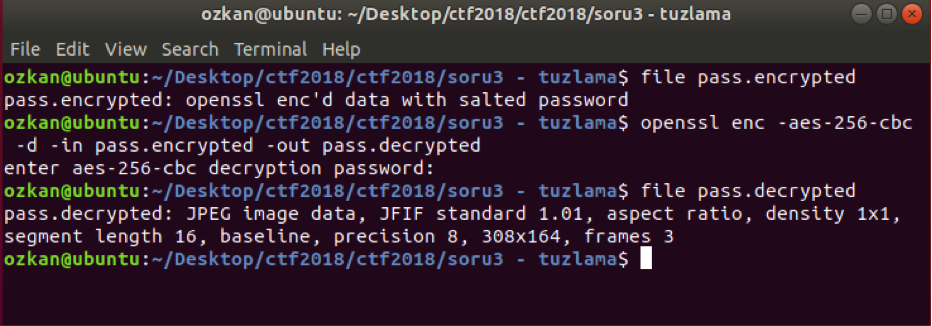 ozkan@ubuntu: ~/Desktop/ctf2018/ctf2018/soru3 - tuzlama
File Edit View Search Terminal Help
ozkan@ubuntu:~/Desktop/ctf2018/ctf2018/soru3 - tuzlama$ file pass.encrypted
pass.encrypted: openssl enc'd data with salted password
ozkan@ubuntu:~/Desktop/ctf2018/ctf2018/soru3 - tuzlama$ openssl enc -aes-256-cbc
 -d -in pass.encrypted -out pass.decrypted
enter aes-256-cbc decryption password:
ozkan@ubuntu:~/Desktop/ctf2018/ctf2018/soru3 - tuzlama$ file pass.decrypted
pass.decrypted: JPEG image data, JFIF standard 1.01, aspect ratio, density 1x1,
segment length 16, baseline, precision 8, 308x164, frames 3
ozkan@ubuntu:~/Desktop/ctf2018/ctf2018/soru3 - tuzlama$